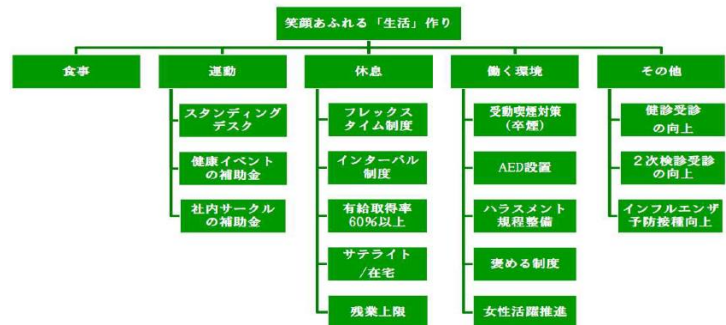 笑顔あふれる「生活」作り
食事
運動
休息
働く環境
その他
スタンディング
デスク
健康イベント
の補助金
社内サークル
の補助金
フレックス
タイム制度
インターバル
制度
有給取得率
60%以上
サテライト
/在宅
残業上限
受動喫煙対策
(卒煙)
AED設置
ハラスメント
規程整備
褒める制度
女性活躍推進
健診受診
の向上
2次検診受診
の向上
インフルエンザ
予防接種向上